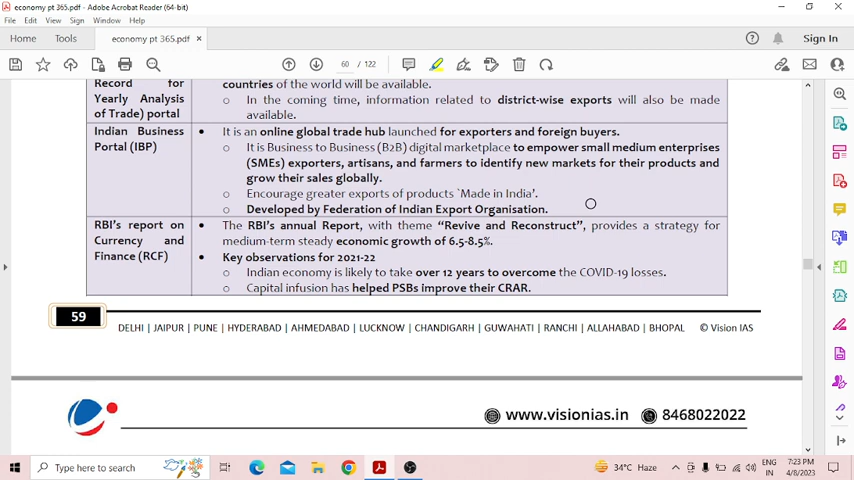 economy pt 365.pdf - Adobe Acrobat Reader (64-bit)
File Edit View Sign Window Help
Home Tools economy pt 365.pdf × Sign In
60 / 122
Record for
Yearly Analysis
of Trade) portal
countries of the world will be available.
o In the coming time, information related to district-wise exports will also be made
available.
Indian Business
Portal (IBP)
• It is an online global trade hub launched for exporters and foreign buyers.
o It is Business to Business (B2B) digital marketplace to empower small medium enterprises
(SMEs) exporters, artisans, and farmers to identify new markets for their products and
grow their sales globally.
o Encourage greater exports of products `Made in India'.
o Developed by Federation of Indian Export Organisation.
RBI's report on
Currency and
Finance (RCF)
• The RBI's annual Report, with theme "Revive and Reconstruct", provides a strategy for
medium-term steady economic growth of 6.5-8.5%.
• Key observations for 2021-22
o Indian economy is likely to take over 12 years to overcome the COVID-19 losses.
o Capital infusion has helped PSBs improve their CRAR.
59
DELHI | JAIPUR | PUNE | HYDERABAD | AHMEDABAD | LUCKNOW | CHANDIGARH | GUWAHATI | RANCHI | ALLAHABAD | BHOPAL © Vision IAS
www.visionias.in 8468022022
Type here to search
34°C Haze
ENG
IN
7:23 PM
4/8/2023